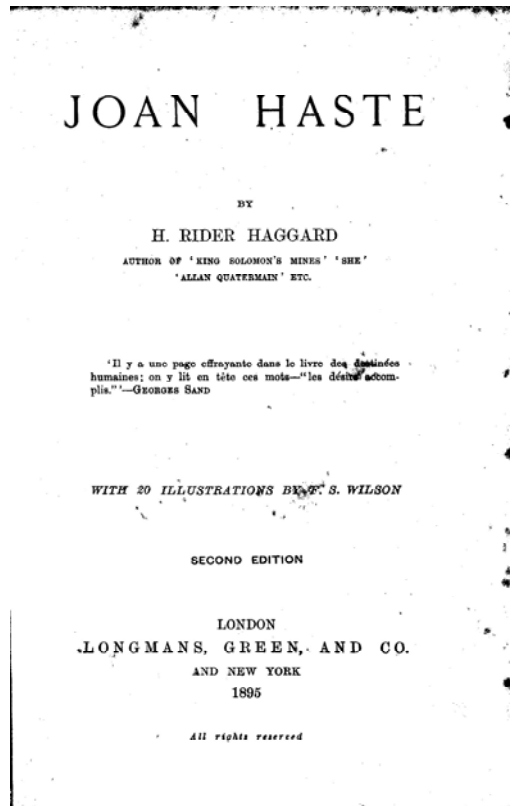 JOAN HASTE
BY
H. RIDER HAGGARD
AUTHOR OF ‘KING SOLOMON'S MINES’ ‘SHE’
‘ALLAN QUATERMAIN’ ETC.
‘Il y a une page effrayante dans le livre des destinées
humaines; on y lit en tête ces mots—“les désirs accom-
plis.”’—GEORGES SAND
WITH 20 ILLUSTRATIONS BY F. S. WILSON
SECOND EDITION
LONDON
LONGMANS, GREEN, AND CO.
AND NEW YORK
1895
All rights reserved